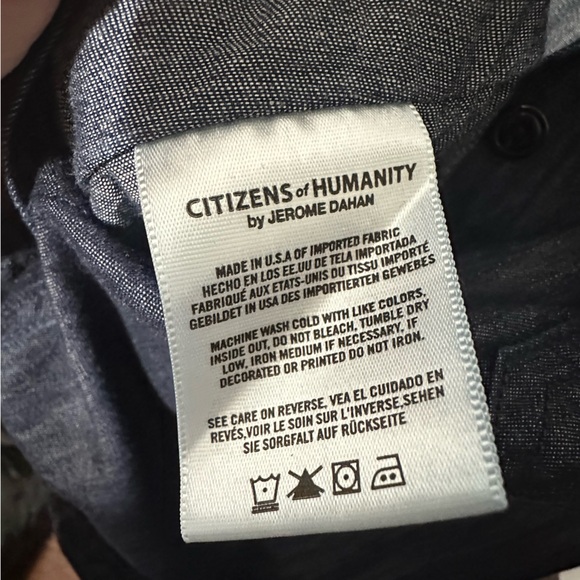 CITIZENS of HUMANITY
by JEROME DAHAN
MADE IN U.S.A OF IMPORTED FABRIC
HECHO EN LOS EE.UU DE TELA IMPORTADA
FABRIQUÉ AUX ETATS-UNIS DU TISSU IMPORTÉ
GEBILDET IN USA DES IMPORTIERTEN GEWEBES
MACHINE WASH COLD WITH LIKE COLORS,
INSIDE OUT, DO NOT BLEACH, TUMBLE DRY
LOW, IRON MEDIUM IF NECESSARY, IF
DECORATED OR PRINTED DO NOT IRON.
SEE CARE ON REVERSE, VEA EL CUIDADO EN
REVÉS,VOIR LE SOIN SUR L'INVERSE,SEHEN
SIE SORGFALT AUF RÜCKSEITE